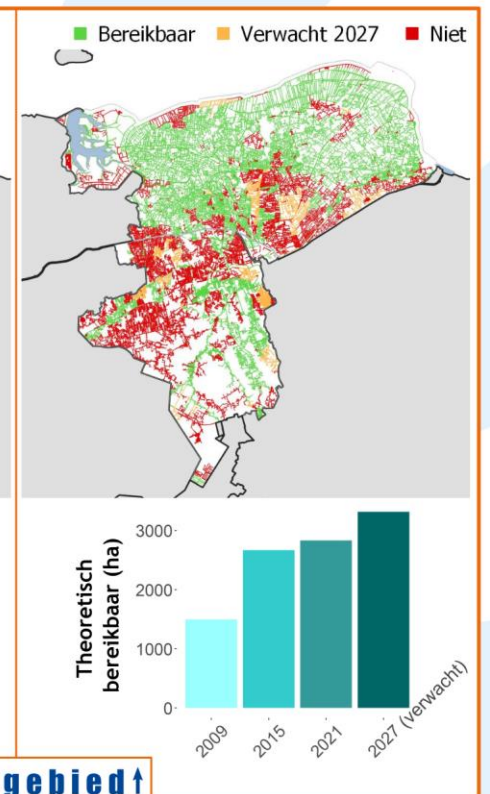 Bereikbaar Verwacht 2027 Niet
Theoretisch
bereikbaar (ha)
3000
2000
1000
0
2009 2015 2021 2027 (verwacht)
gebied↑